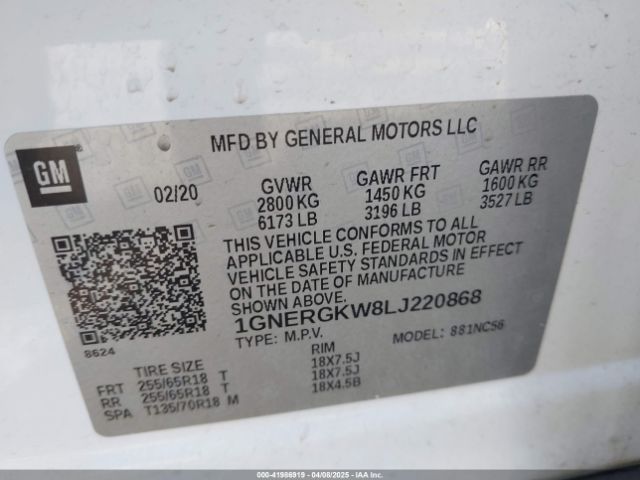 GM
MFD BY GENERAL MOTORS LLC
02/20
GVWR GAWR FRT GAWR RR
2800 KG 1450 KG 1600 KG
6173 LB 3196 LB 3527 LB
THIS VEHICLE CONFORMS TO ALL
APPLICABLE U.S. FEDERAL MOTOR
VEHICLE SAFETY STANDARDS IN EFFECT
ON THE DATE OF MANUFACTURE
SHOWN ABOVE.
1GNERGKW8LJ220868
TYPE: M.P.V. MODEL: 881NC56
8624
TIRE SIZE RIM
FRT 255/65R18 T 18X7.5J
RR 255/65R18 T 18X7.5J
SPA T135/70R18 M 18X4.5B
000-41986919 / 04/08/2025 / IAA, Inc.